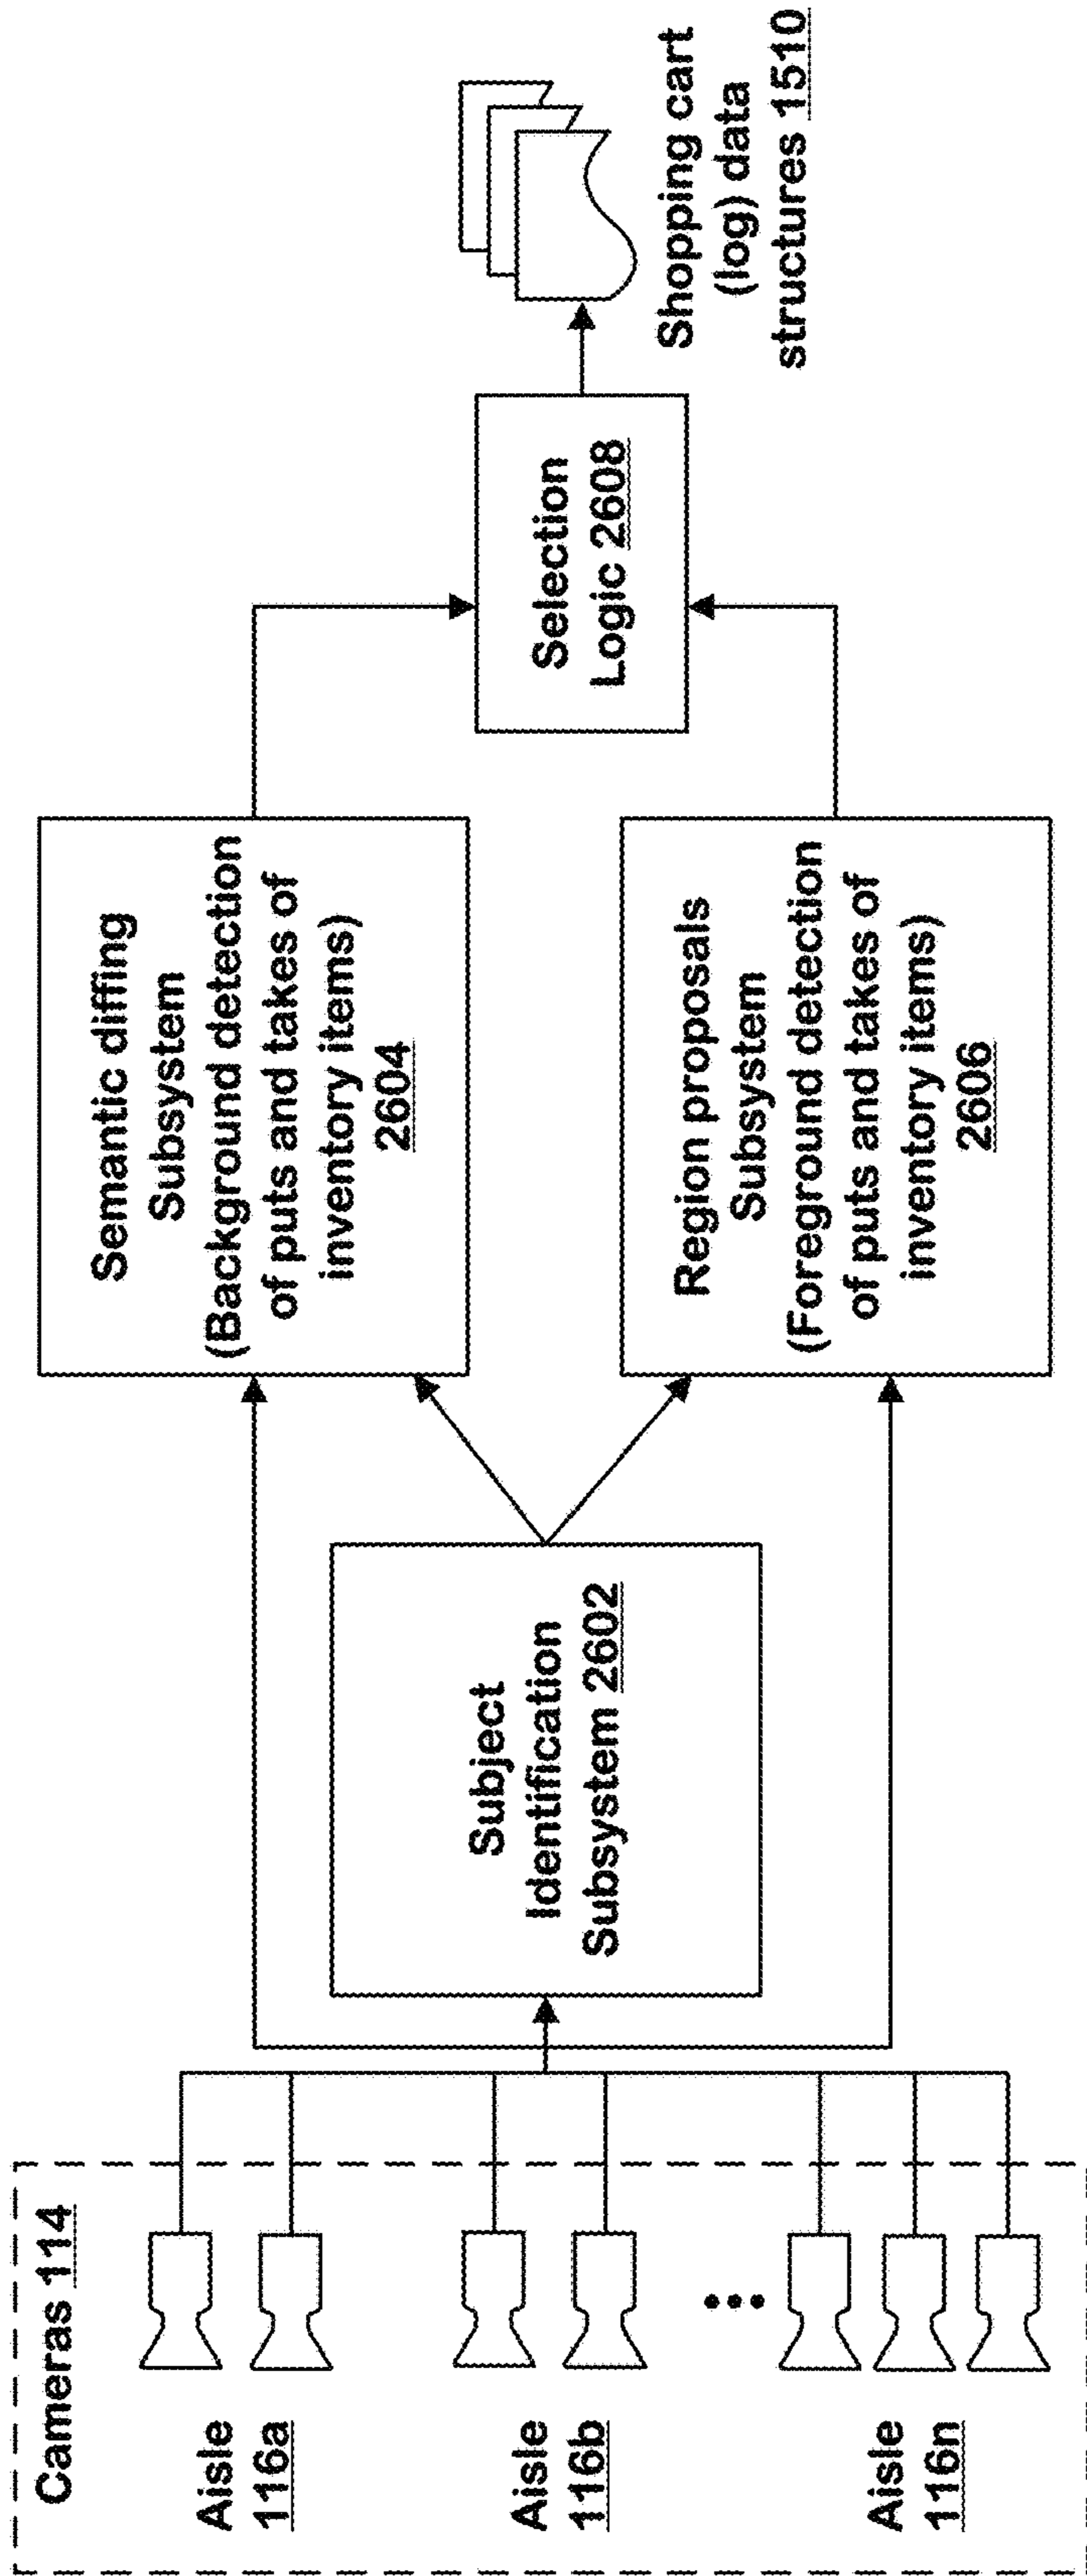 Cameras 114
Aisle
116a
Aisle
116b
Aisle
116n
Subject
Identification
Subsystem 2602
Semantic diffing
Subsystem
(Background detection
of puts and takes of
inventory items)
2604
Region proposals
Subsystem
(Foreground detection
of puts and takes of
inventory items)
2606
Selection
Logic 2608
Shopping cart
(log) data
structures 1510